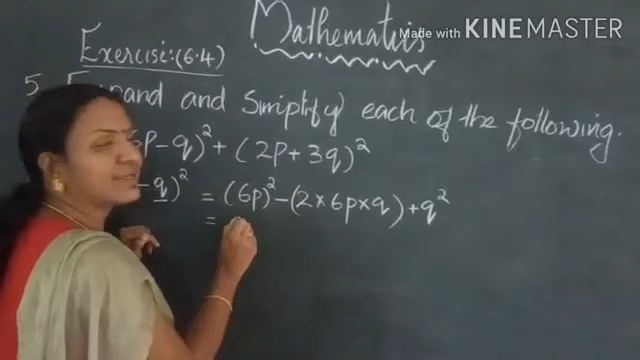 Mathematics
Made with KINEMASTER
Exercise:(6.4)
5. Expand and Simplify each of the following.
P-q)² + (2P+3q)²
-q)² = (6p)² - (2×6p×q) + q²
=